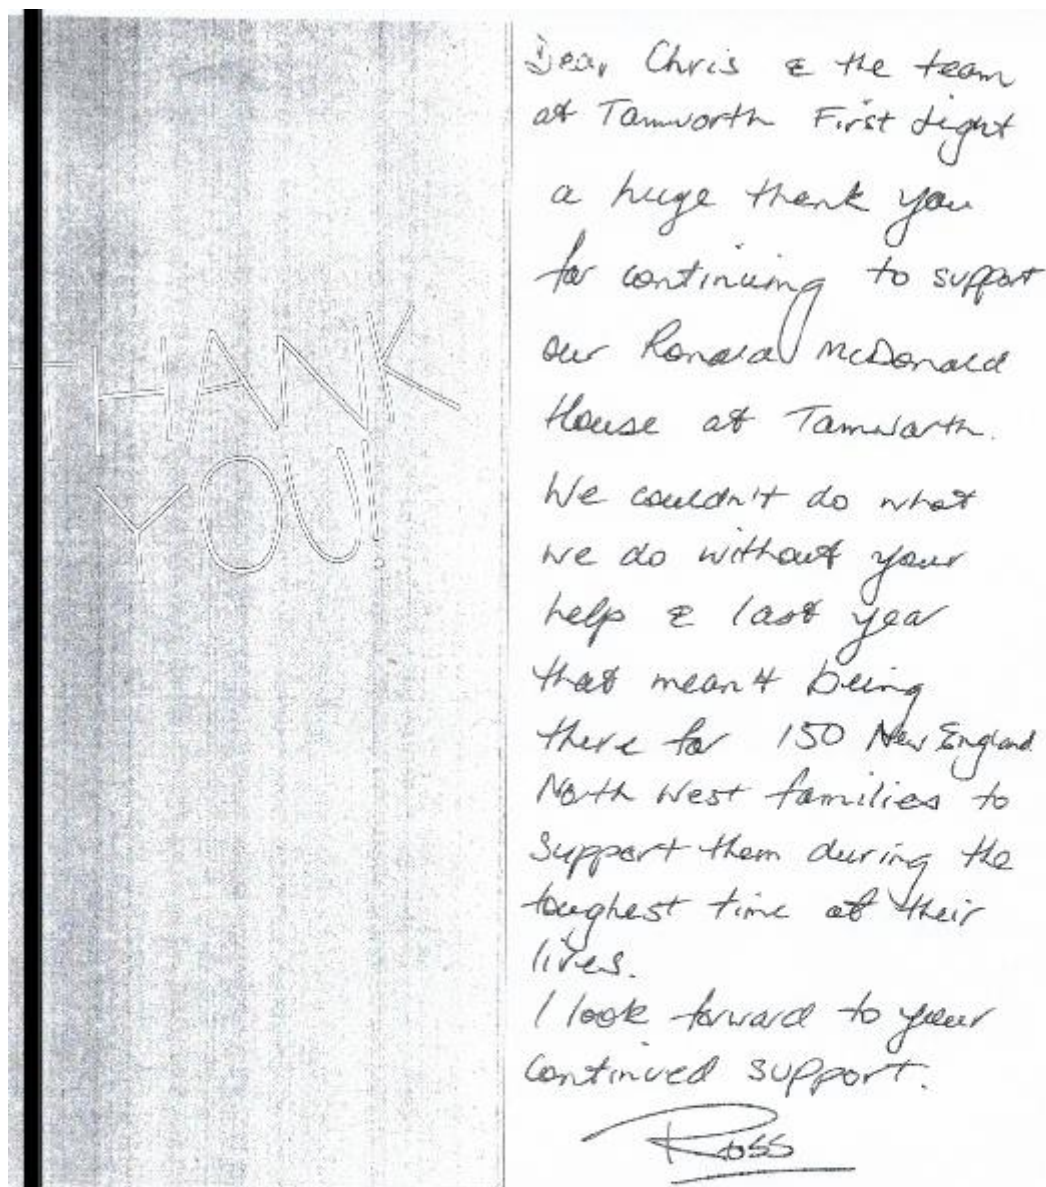 THANK
YOU!
Dear Chris & the team
at Tamworth First Light
a huge thank you
for continuing to support
our Ronald McDonald
House at Tamworth.
We couldn't do what
we do without your
help & last year
that meant being
there for 150 New England
North West families to
support them during the
toughest time of their
lives.
I look forward to your
continued support.
Ross